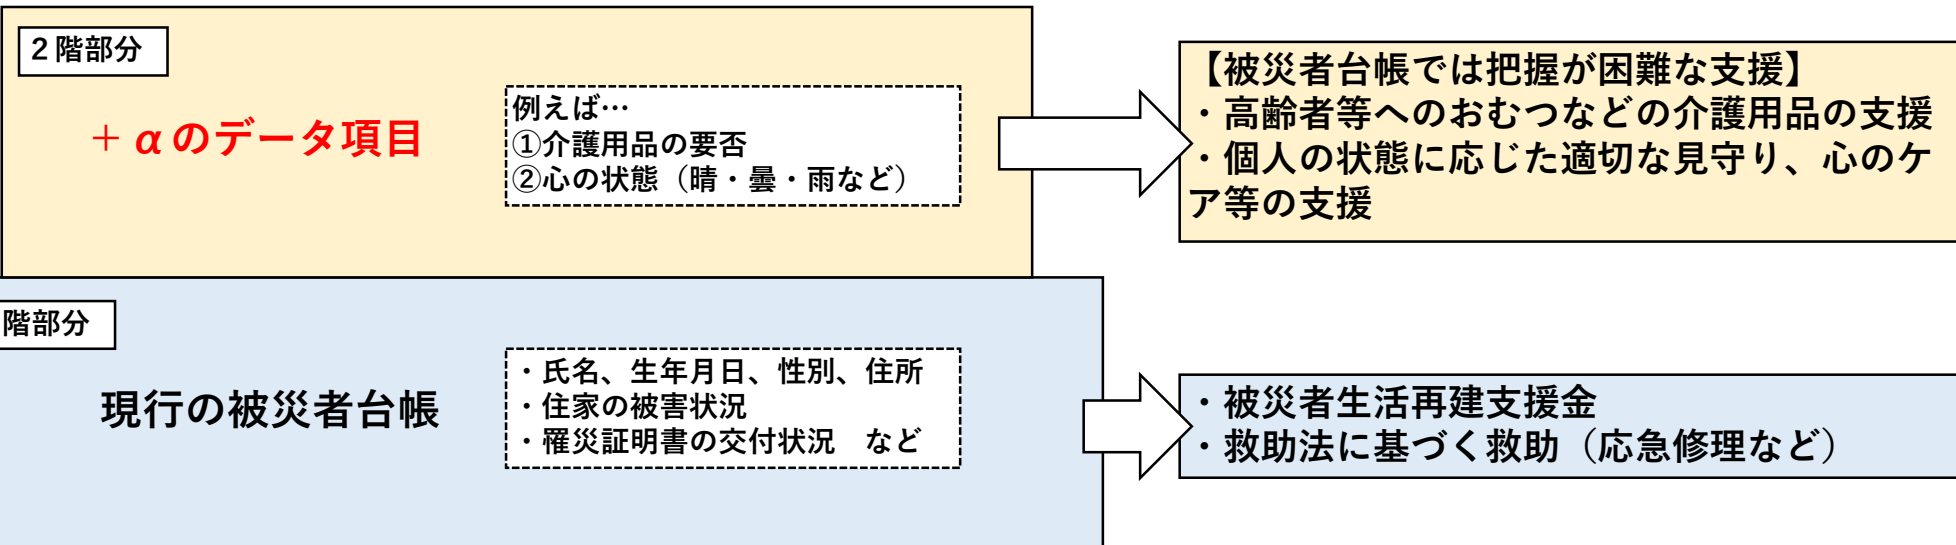 ２階部分
＋αのデータ項目
例えば…
①介護用品の要否
②心の状態（晴・曇・雨など）
【被災者台帳では把握が困難な支援】
・高齢者等へのおむつなどの介護用品の支援
・個人の状態に応じた適切な見守り、心のケ
ア等の支援
階部分
現行の被災者台帳
・氏名、生年月日、性別、住所
・住家の被害状況
・罹災証明書の交付状況　など
・被災者生活再建支援金
・救助法に基づく救助（応急修理など）